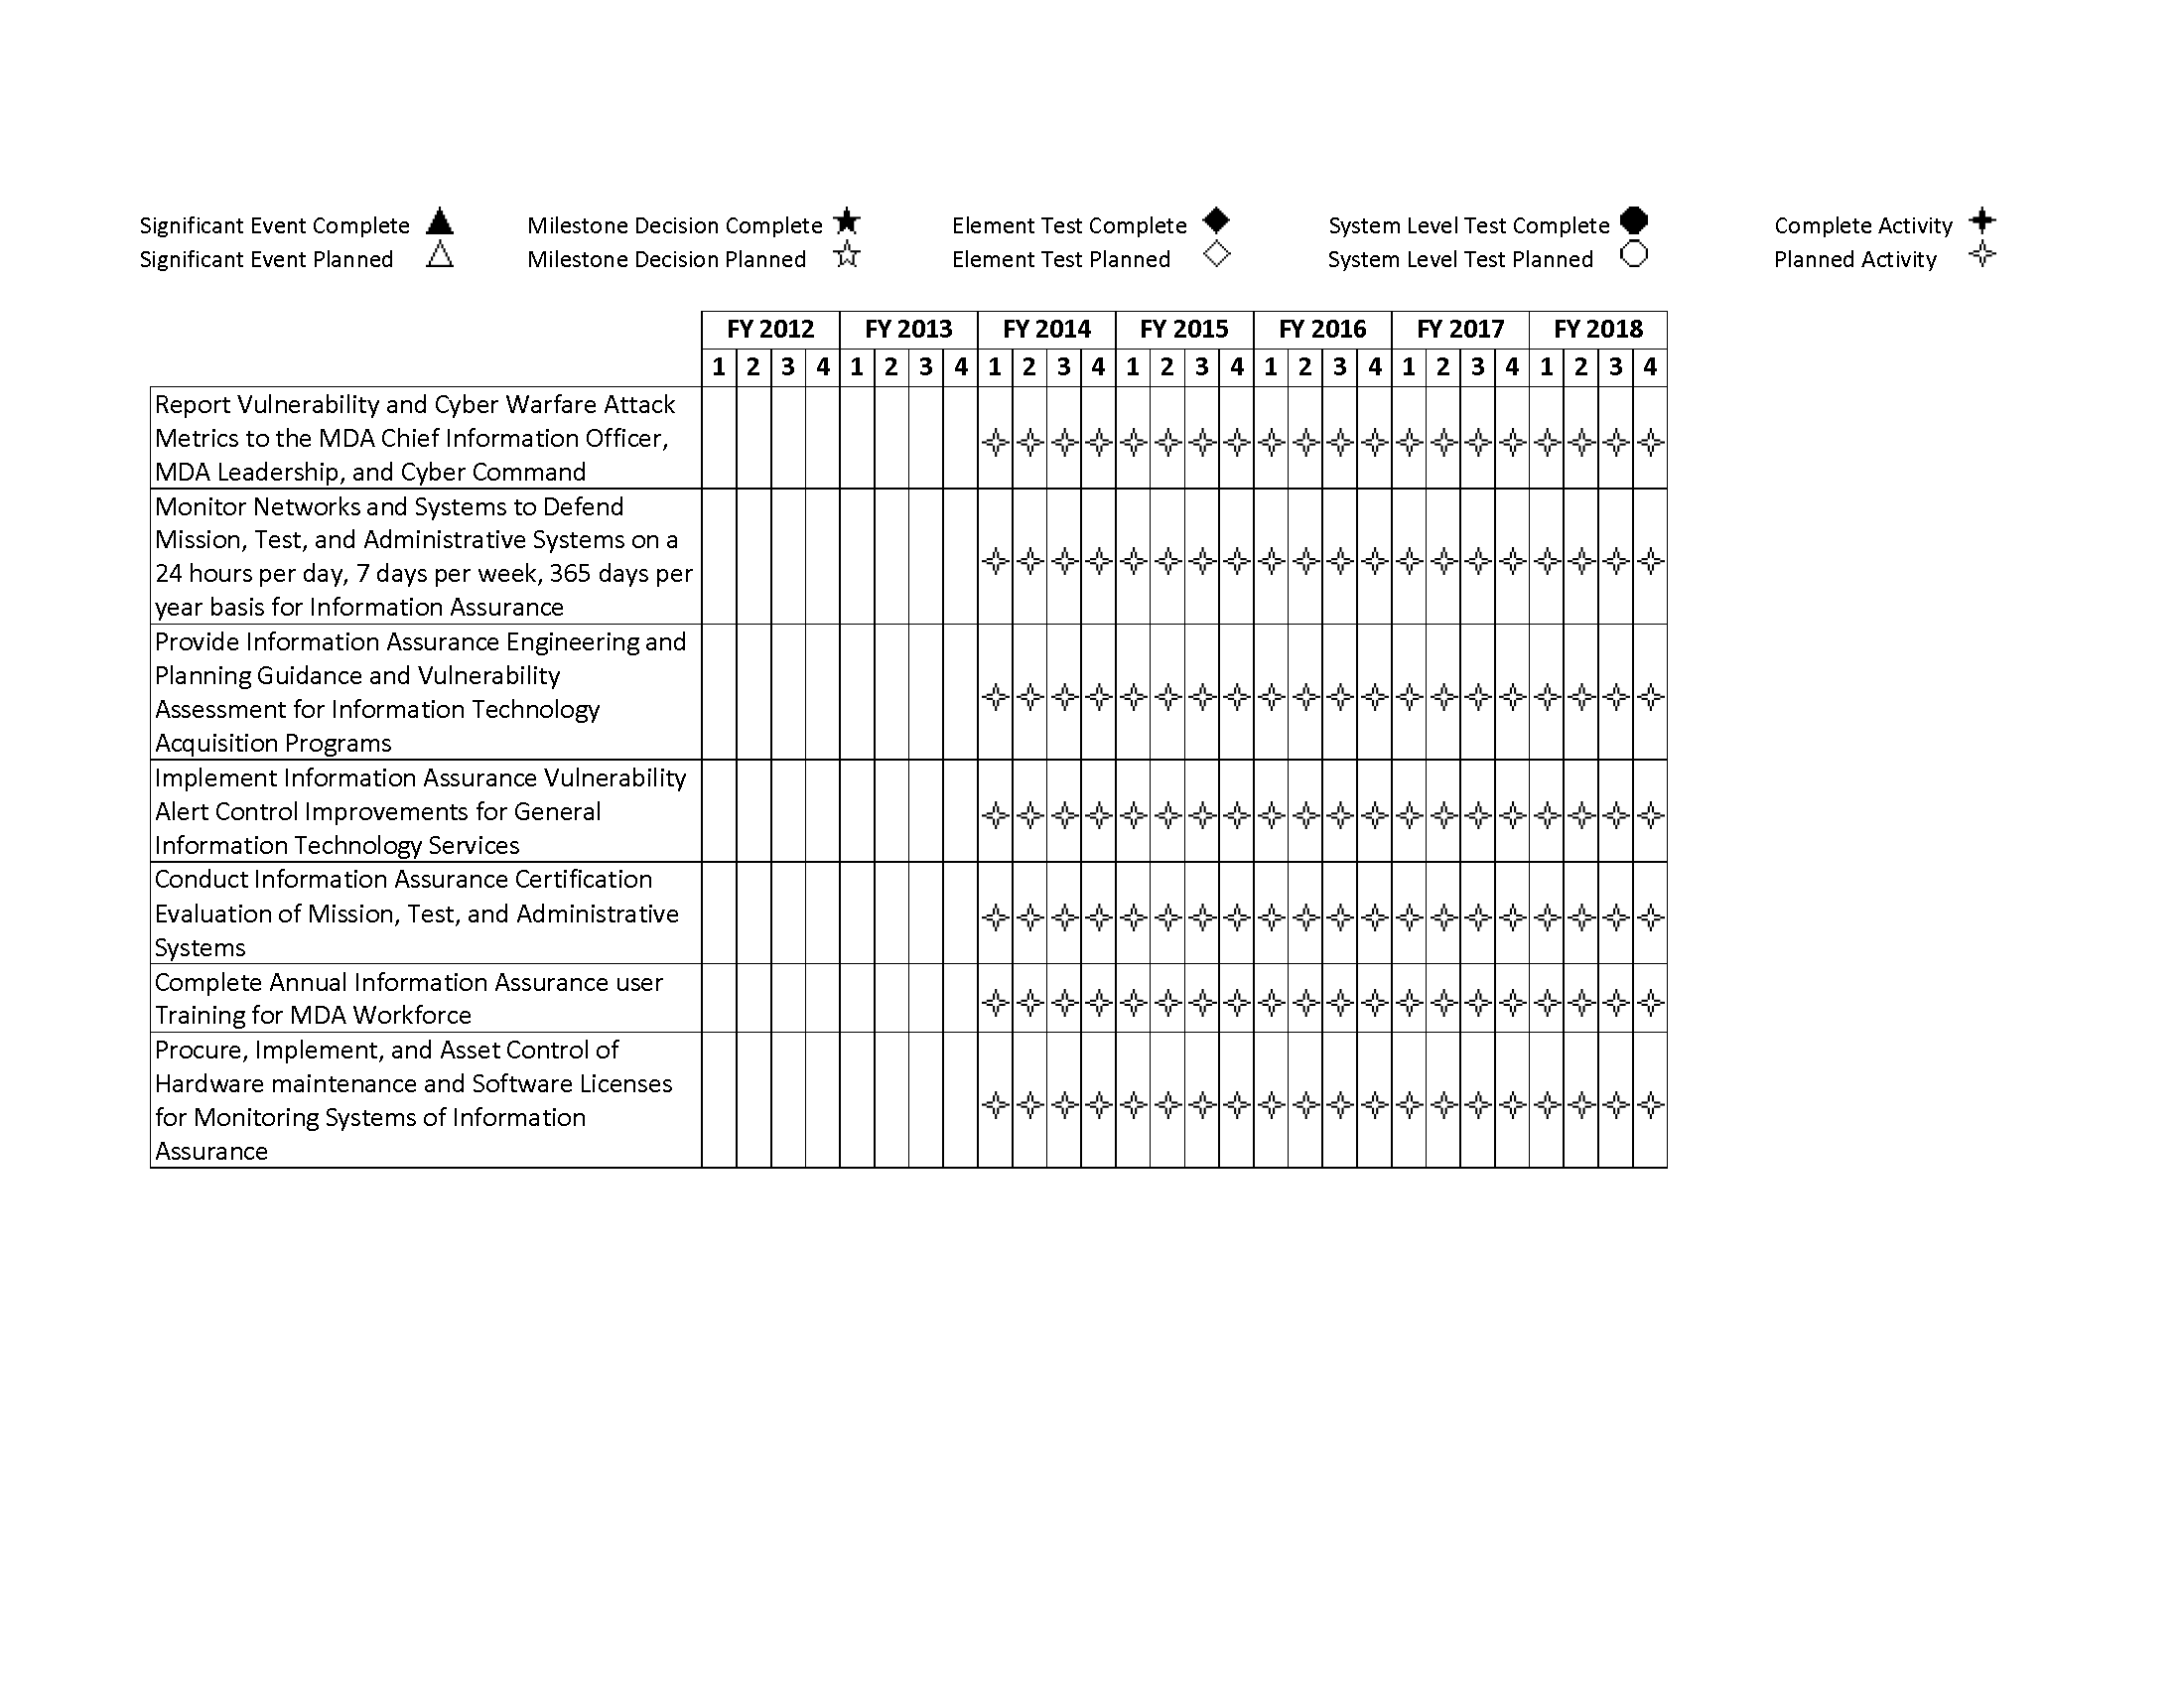 Significant Event Complete Milestone Decision Complete Element Test Complete System Level Test Complete Complete Activity
Significant Event Planned Milestone Decision Planned Element Test Planned System Level Test Planned Planned Activity
FY 2012 FY 2013 FY 2014 FY 2015 FY 2016 FY 2017 FY 2018
1 2 3 4 1 2 3 4 1 2 3 4 1 2 3 4 1 2 3 4 1 2 3 4 1 2 3 4
Report Vulnerability and Cyber Warfare Attack
Metrics to the MDA Chief Information Officer,
MDA Leadership, and Cyber Command
Monitor Networks and Systems to Defend
Mission, Test, and Administrative Systems on a
24 hours per day, 7 days per week, 365 days per
year basis for Information Assurance
Provide Information Assurance Engineering and
Planning Guidance and Vulnerability
Assessment for Information Technology
Acquisition Programs
Implement Information Assurance Vulnerability
Alert Control Improvements for General
Information Technology Services
Conduct Information Assurance Certification
Evaluation of Mission, Test, and Administrative
Systems
Complete Annual Information Assurance user
Training for MDA Workforce
Procure, Implement, and Asset Control of
Hardware maintenance and Software Licenses
for Monitoring Systems of Information
Assurance